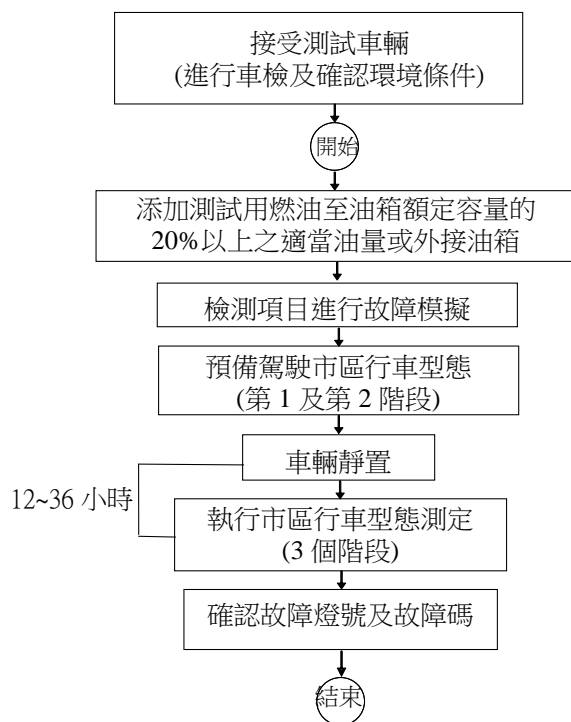 接受測試車輛
(進行車檢及確認環境條件)
開始
添加測試用燃油至油箱額定容量的
20%以上之適當油量或外接油箱
檢測項目進行故障模擬
預備駕駛市區行車型態
(第 1 及第 2 階段)
車輛靜置
12~36 小時
執行市區行車型態測定
(3 個階段)
確認故障燈號及故障碼
結束